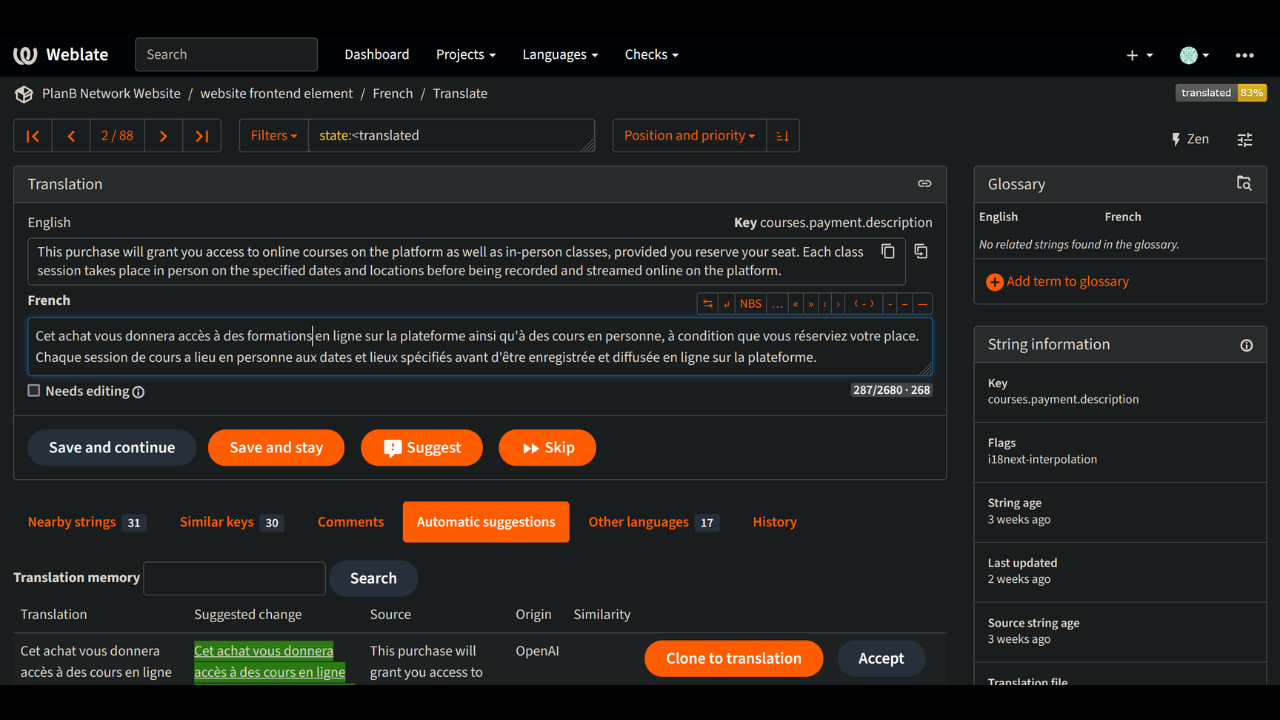 Weblate
Search
Dashboard
Projects
Languages
Checks
PlanB Network Website / website frontend element / French / Translate
translated 83%
2 / 88
Filters
state:<translated
Position and priority
Zen
Translation
English
Key courses.payment.description
This purchase will grant you access to online courses on the platform as well as in-person classes, provided you reserve your seat. Each class
session takes place in person on the specified dates and locations before being recorded and streamed online on the platform.
French
NBS … « » ‹ › ( - ) - – —
Cet achat vous donnera accès à des formations en ligne sur la plateforme ainsi qu'à des cours en personne, à condition que vous réserviez votre place.
Chaque session de cours a lieu en personne aux dates et lieux spécifiés avant d'être enregistrée et diffusée en ligne sur la plateforme.
Needs editing
287/2680 · 268
Save and continue
Save and stay
Suggest
Skip
Nearby strings 31
Similar keys 30
Comments
Automatic suggestions
Other languages 17
History
Translation memory
Search
Translation
Suggested change
Source
Origin
Similarity
Cet achat vous donnera
accès à des cours en ligne
Cet achat vous donnera
accès à des cours en ligne
This purchase will
grant you access to
OpenAI
Clone to translation
Accept
Glossary
English
French
No related strings found in the glossary.
Add term to glossary
String information
Key
courses.payment.description
Flags
i18next-interpolation
String age
3 weeks ago
Last updated
2 weeks ago
Source string age
3 weeks ago
Translation file